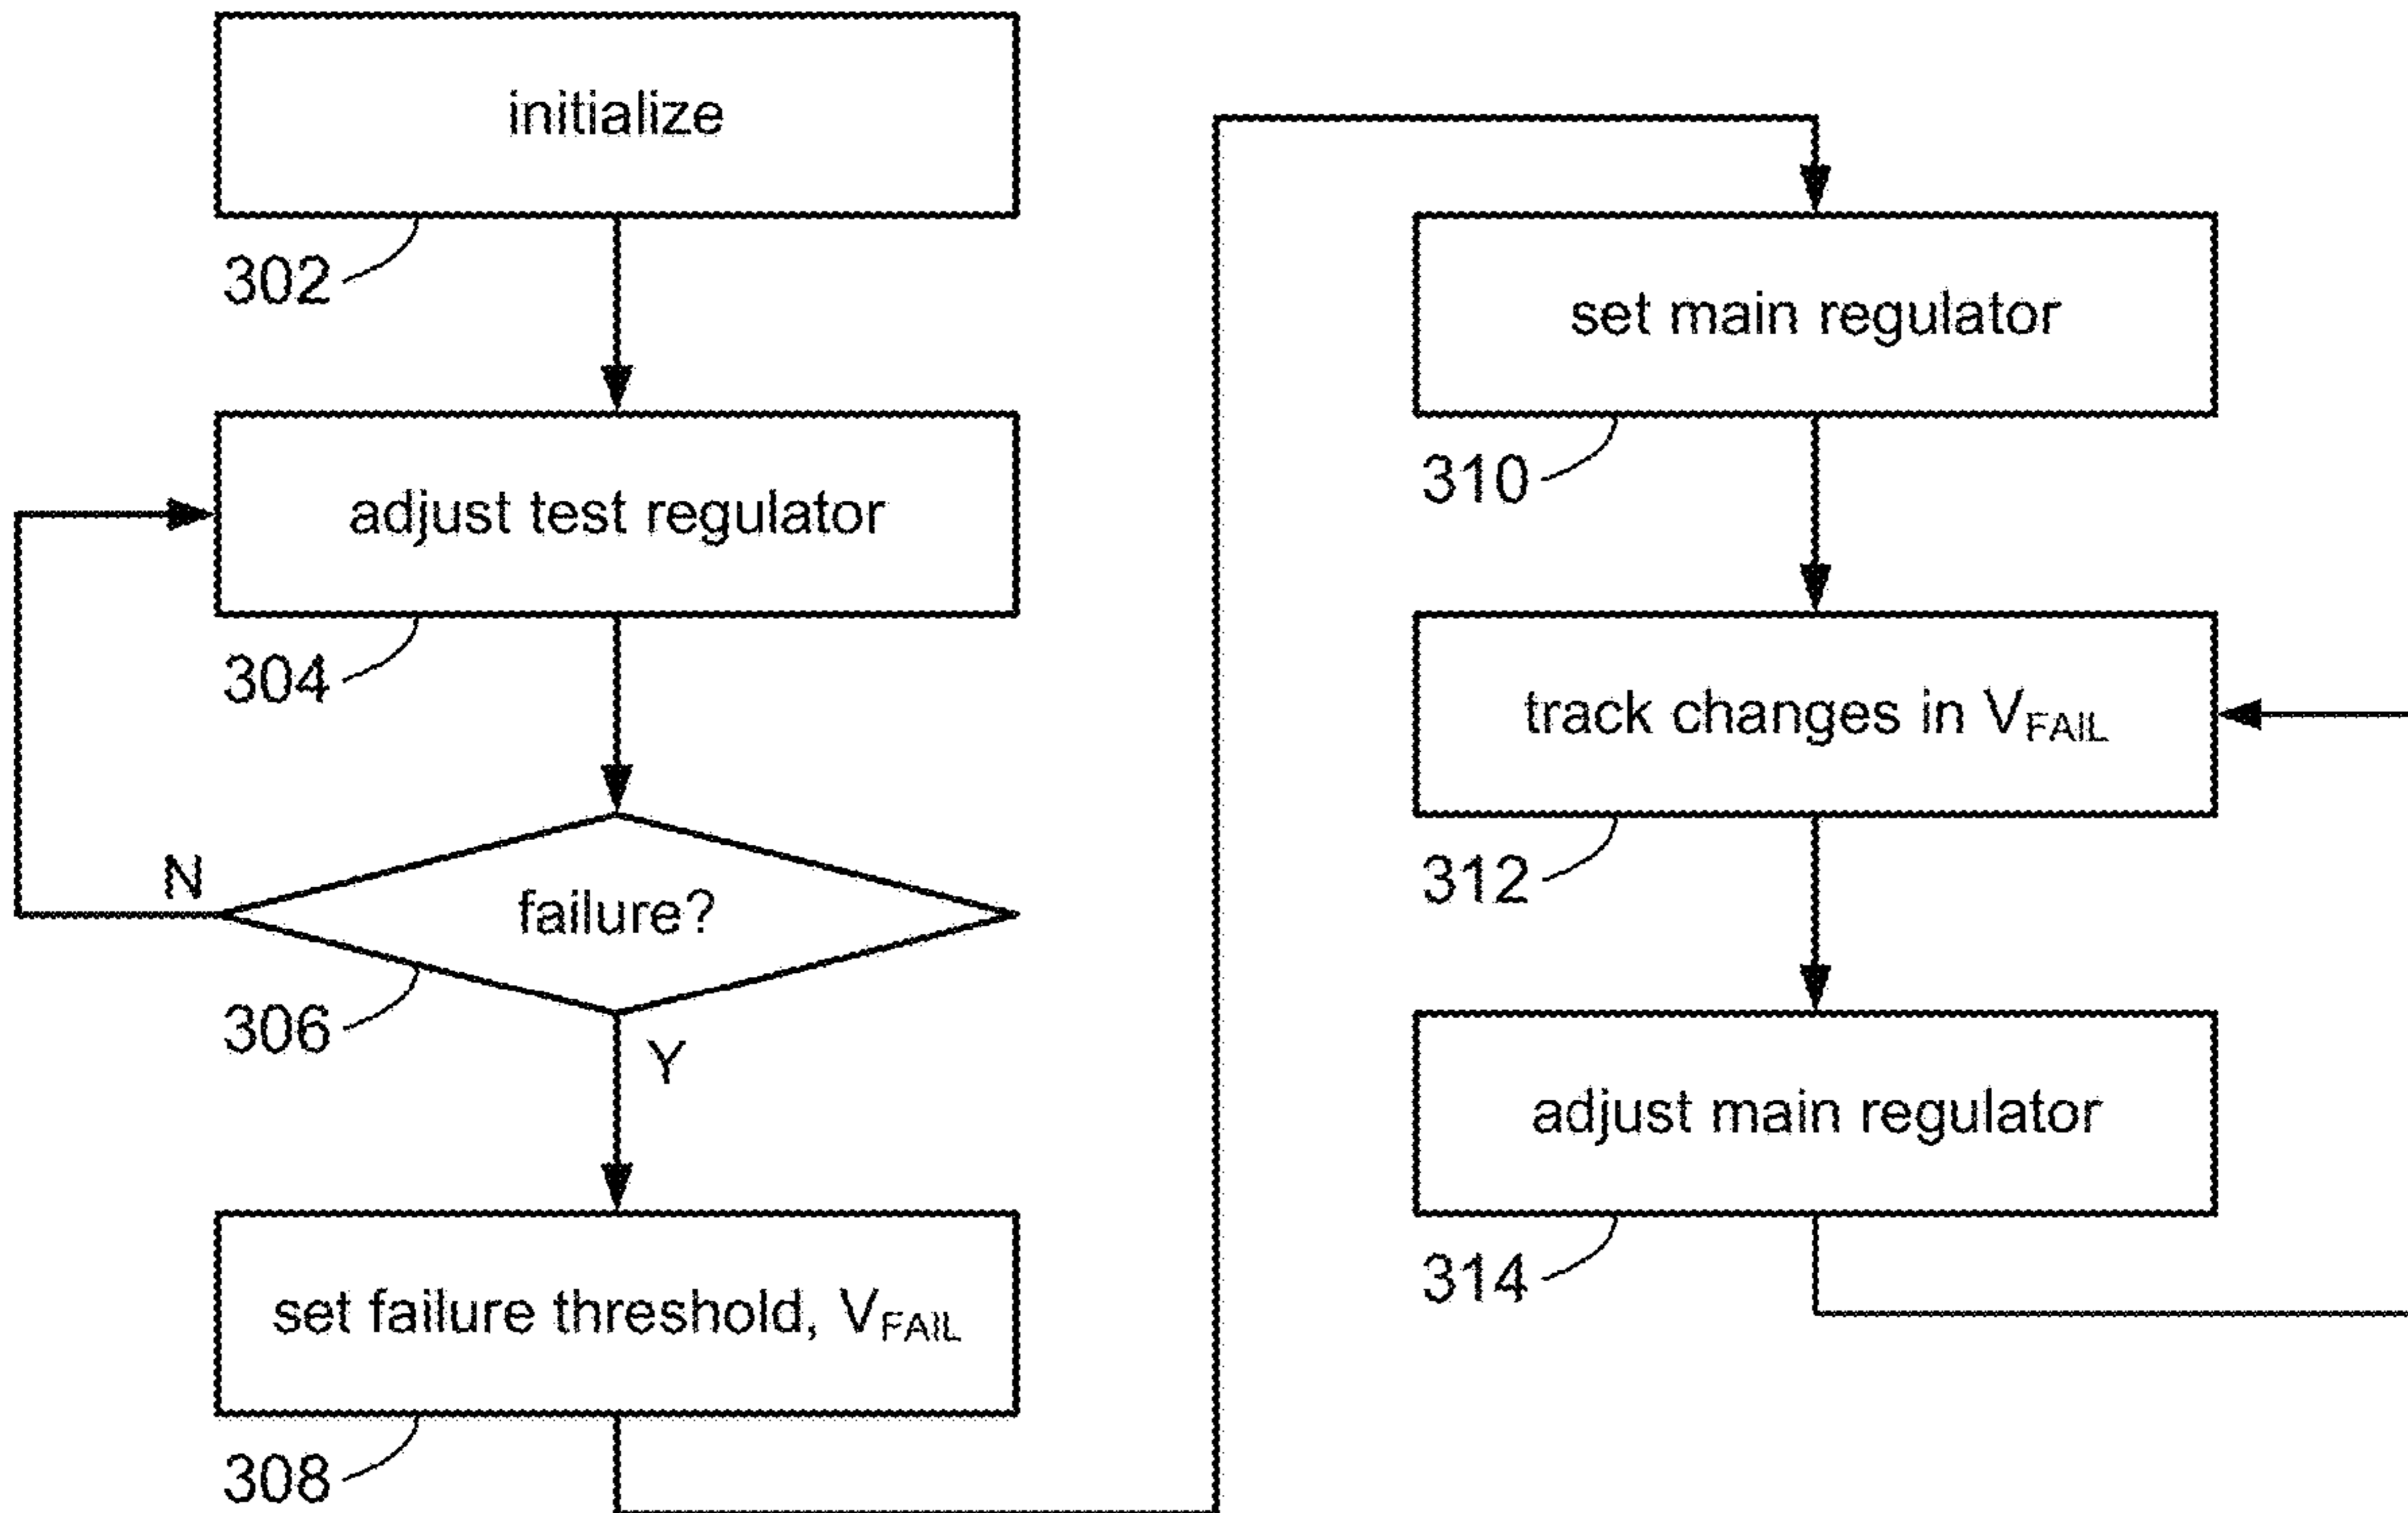 initialize
302
adjust test regulator
304
N
failure?
306
Y
set failure threshold, VFAIL
308
set main regulator
310
track changes in VFAIL
312
adjust main regulator
314